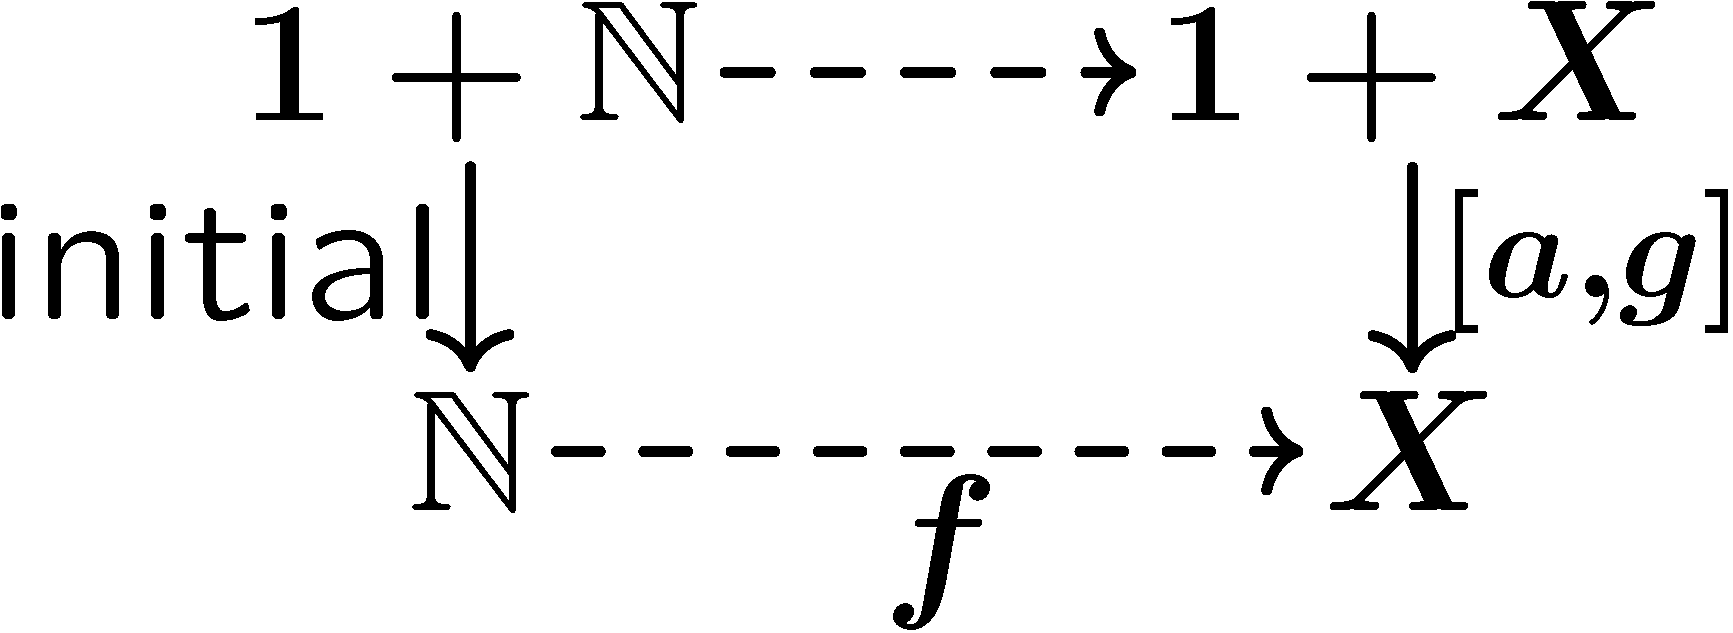 1 + ℕ 1 + X
initial [a,g]
ℕ X
f